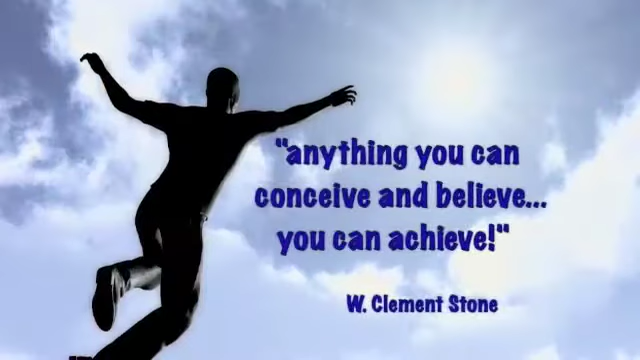 "anything you can
conceive and believe...
you can achieve!"
W. Clement Stone